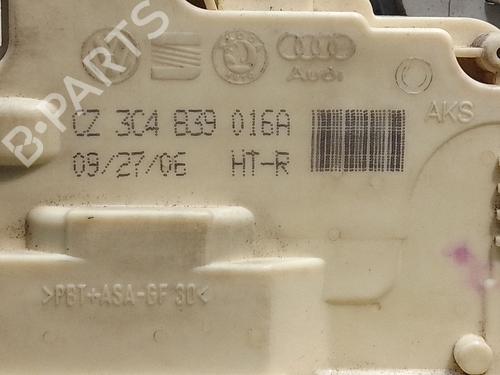 Audi
CZ 3C4 839 016A
AKS
09/27/06 HT-R
>PBT+ASA-GF 30<
B-PARTS